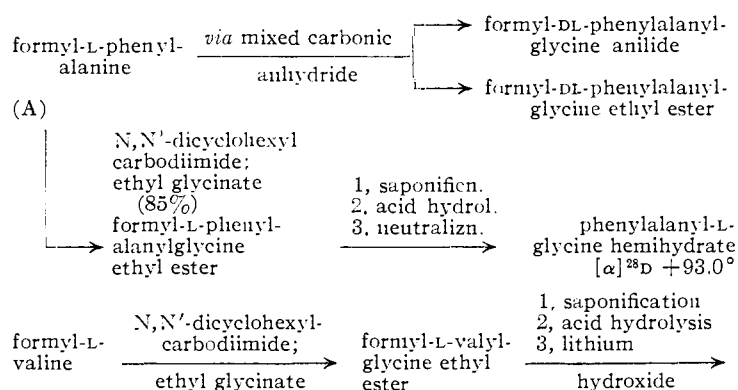 formyl-L-phenyl-
alanine
via mixed carbonic
anhydride
formyl-DL-phenylalanyl-
glycine anilide
formyl-DL-phenylalanyl-
glycine ethyl ester
(A)
N,N'-dicyclohexyl
carbodiimide;
ethyl glycinate
(85%)
formyl-L-phenyl-
alanylglycine
ethyl ester
1, saponificn.
2. acid hydrol.
3. neutralizn.
phenylalanyl-L-
glycine hemihydrate
[α]²⁸D +93.0°
formyl-L-
valine
N,N'-dicyclohexyl-
carbodiimide;
ethyl glycinate
formyl-L-valyl-
glycine ethyl
ester
1, saponification
2, acid hydrolysis
3, lithium
hydroxide